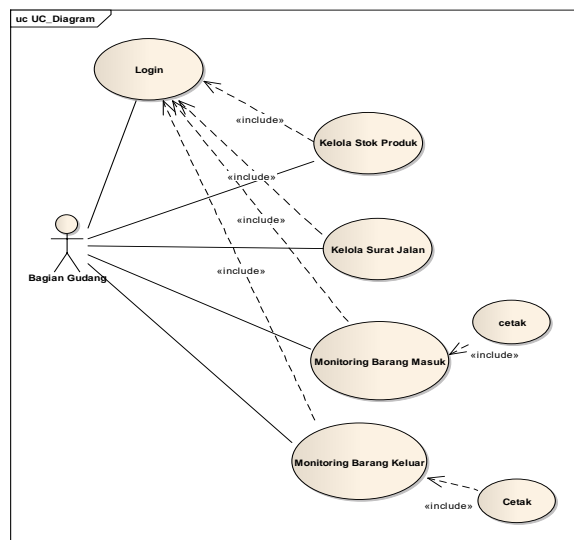 uc UC_Diagram
Login
«include»
Kelola Stok Produk
«include»
«include»
Kelola Surat Jalan
«include»
Bagian Gudang
cetak
Monitoring Barang Masuk
«include»
Monitoring Barang Keluar
Cetak
«include»